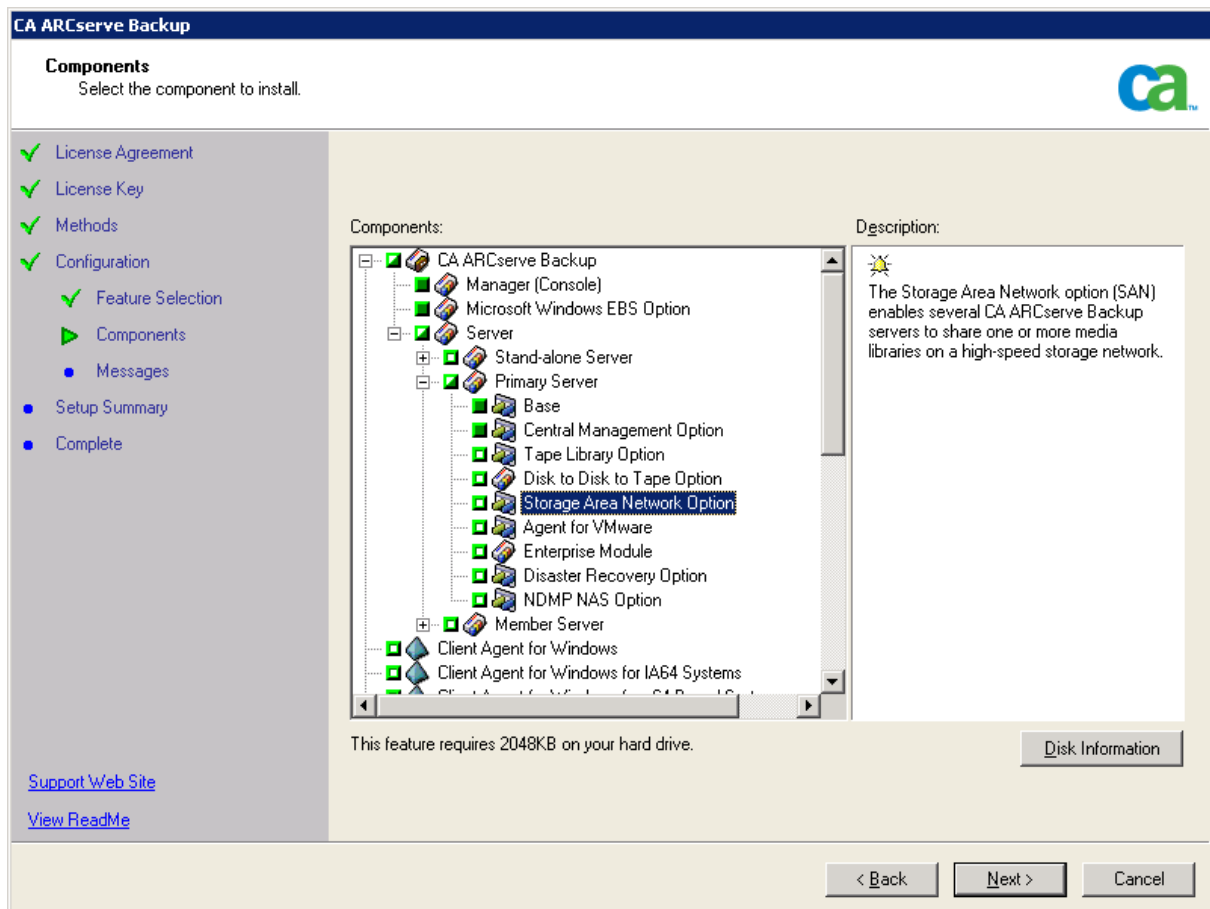 CA ARCserve Backup
Components
Select the component to install.
ca
TM
License Agreement
License Key
Methods
Configuration
Feature Selection
Components
Messages
Setup Summary
Complete
Support Web Site
View ReadMe
Components:
CA ARCserve Backup
Manager (Console)
Microsoft Windows EBS Option
Server
Stand-alone Server
Primary Server
Base
Central Management Option
Tape Library Option
Disk to Disk to Tape Option
Storage Area Network Option
Agent for VMware
Enterprise Module
Disaster Recovery Option
NDMP NAS Option
Member Server
Client Agent for Windows
Client Agent for Windows for IA64 Systems
Description:
The Storage Area Network option (SAN)
enables several CA ARCserve Backup
servers to share one or more media
libraries on a high-speed storage network.
This feature requires 2048KB on your hard drive.
Disk Information
< Back
Next >
Cancel